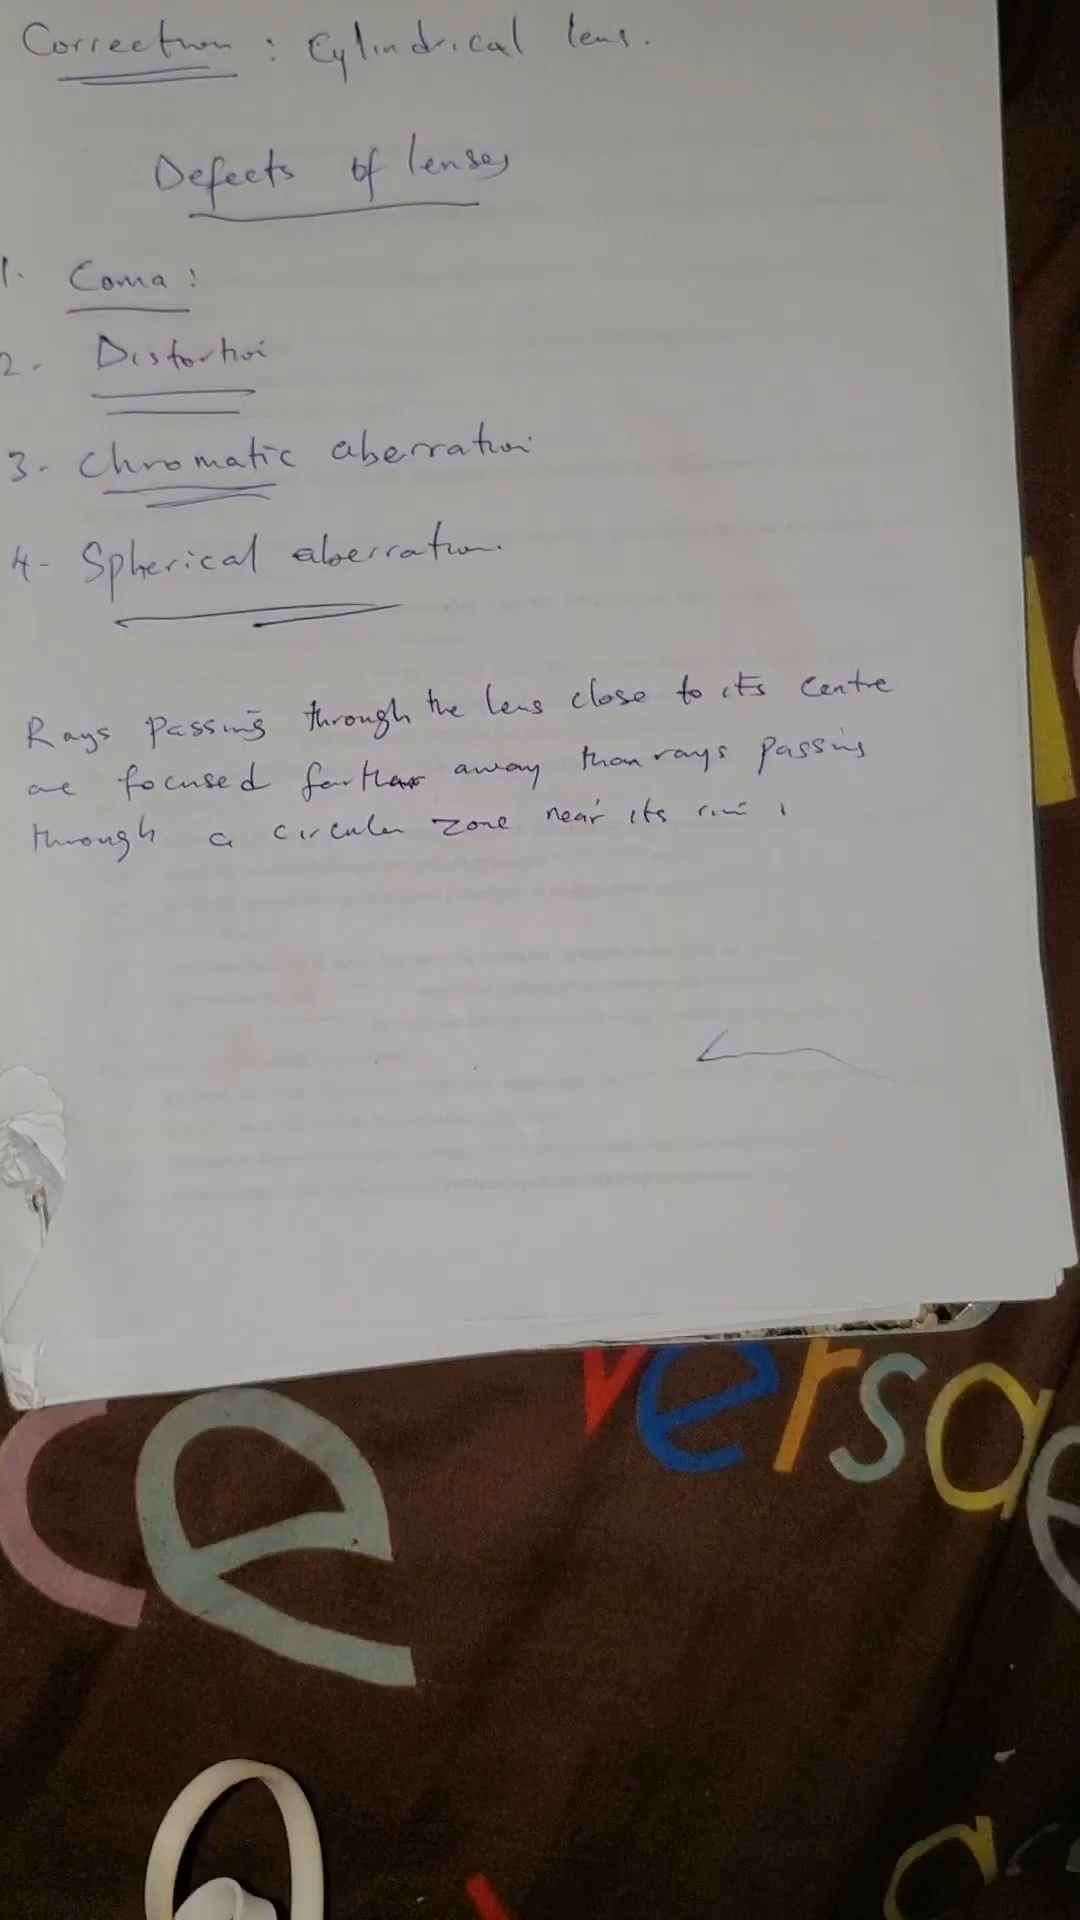 Correction : Cylindrical lens.
Defects of lenses
1. Coma :
2. Distortion
3. Chromatic aberration
4. Spherical aberration.
Rays passing through the lens close to its centre
are focused farther away than rays passing
through a circular zone near its rim.
ce versace
a